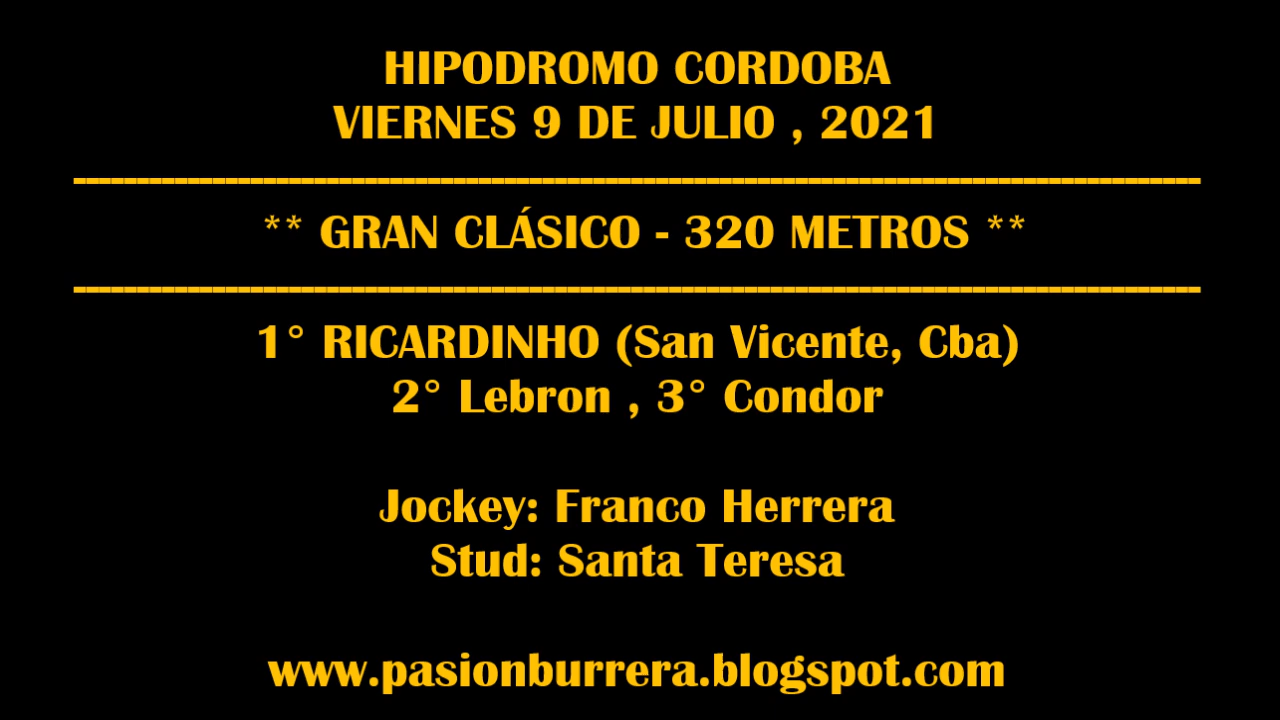 HIPODROMO CORDOBA
VIERNES 9 DE JULIO , 2021
** GRAN CLÁSICO - 320 METROS **
1° RICARDINHO (San Vicente, Cba)
2° Lebron , 3° Condor
Jockey: Franco Herrera
Stud: Santa Teresa
www.pasionburrera.blogspot.com